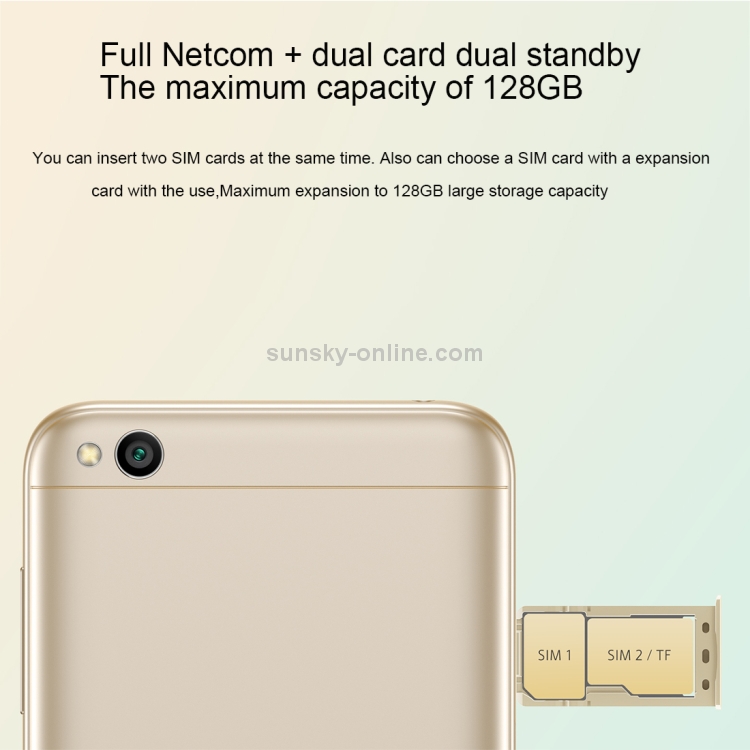 Full Netcom + dual card dual standby
The maximum capacity of 128GB
You can insert two SIM cards at the same time. Also can choose a SIM card with a expansion
card with the use,Maximum expansion to 128GB large storage capacity
sunsky-online.com
SIM 1
SIM 2 / TF